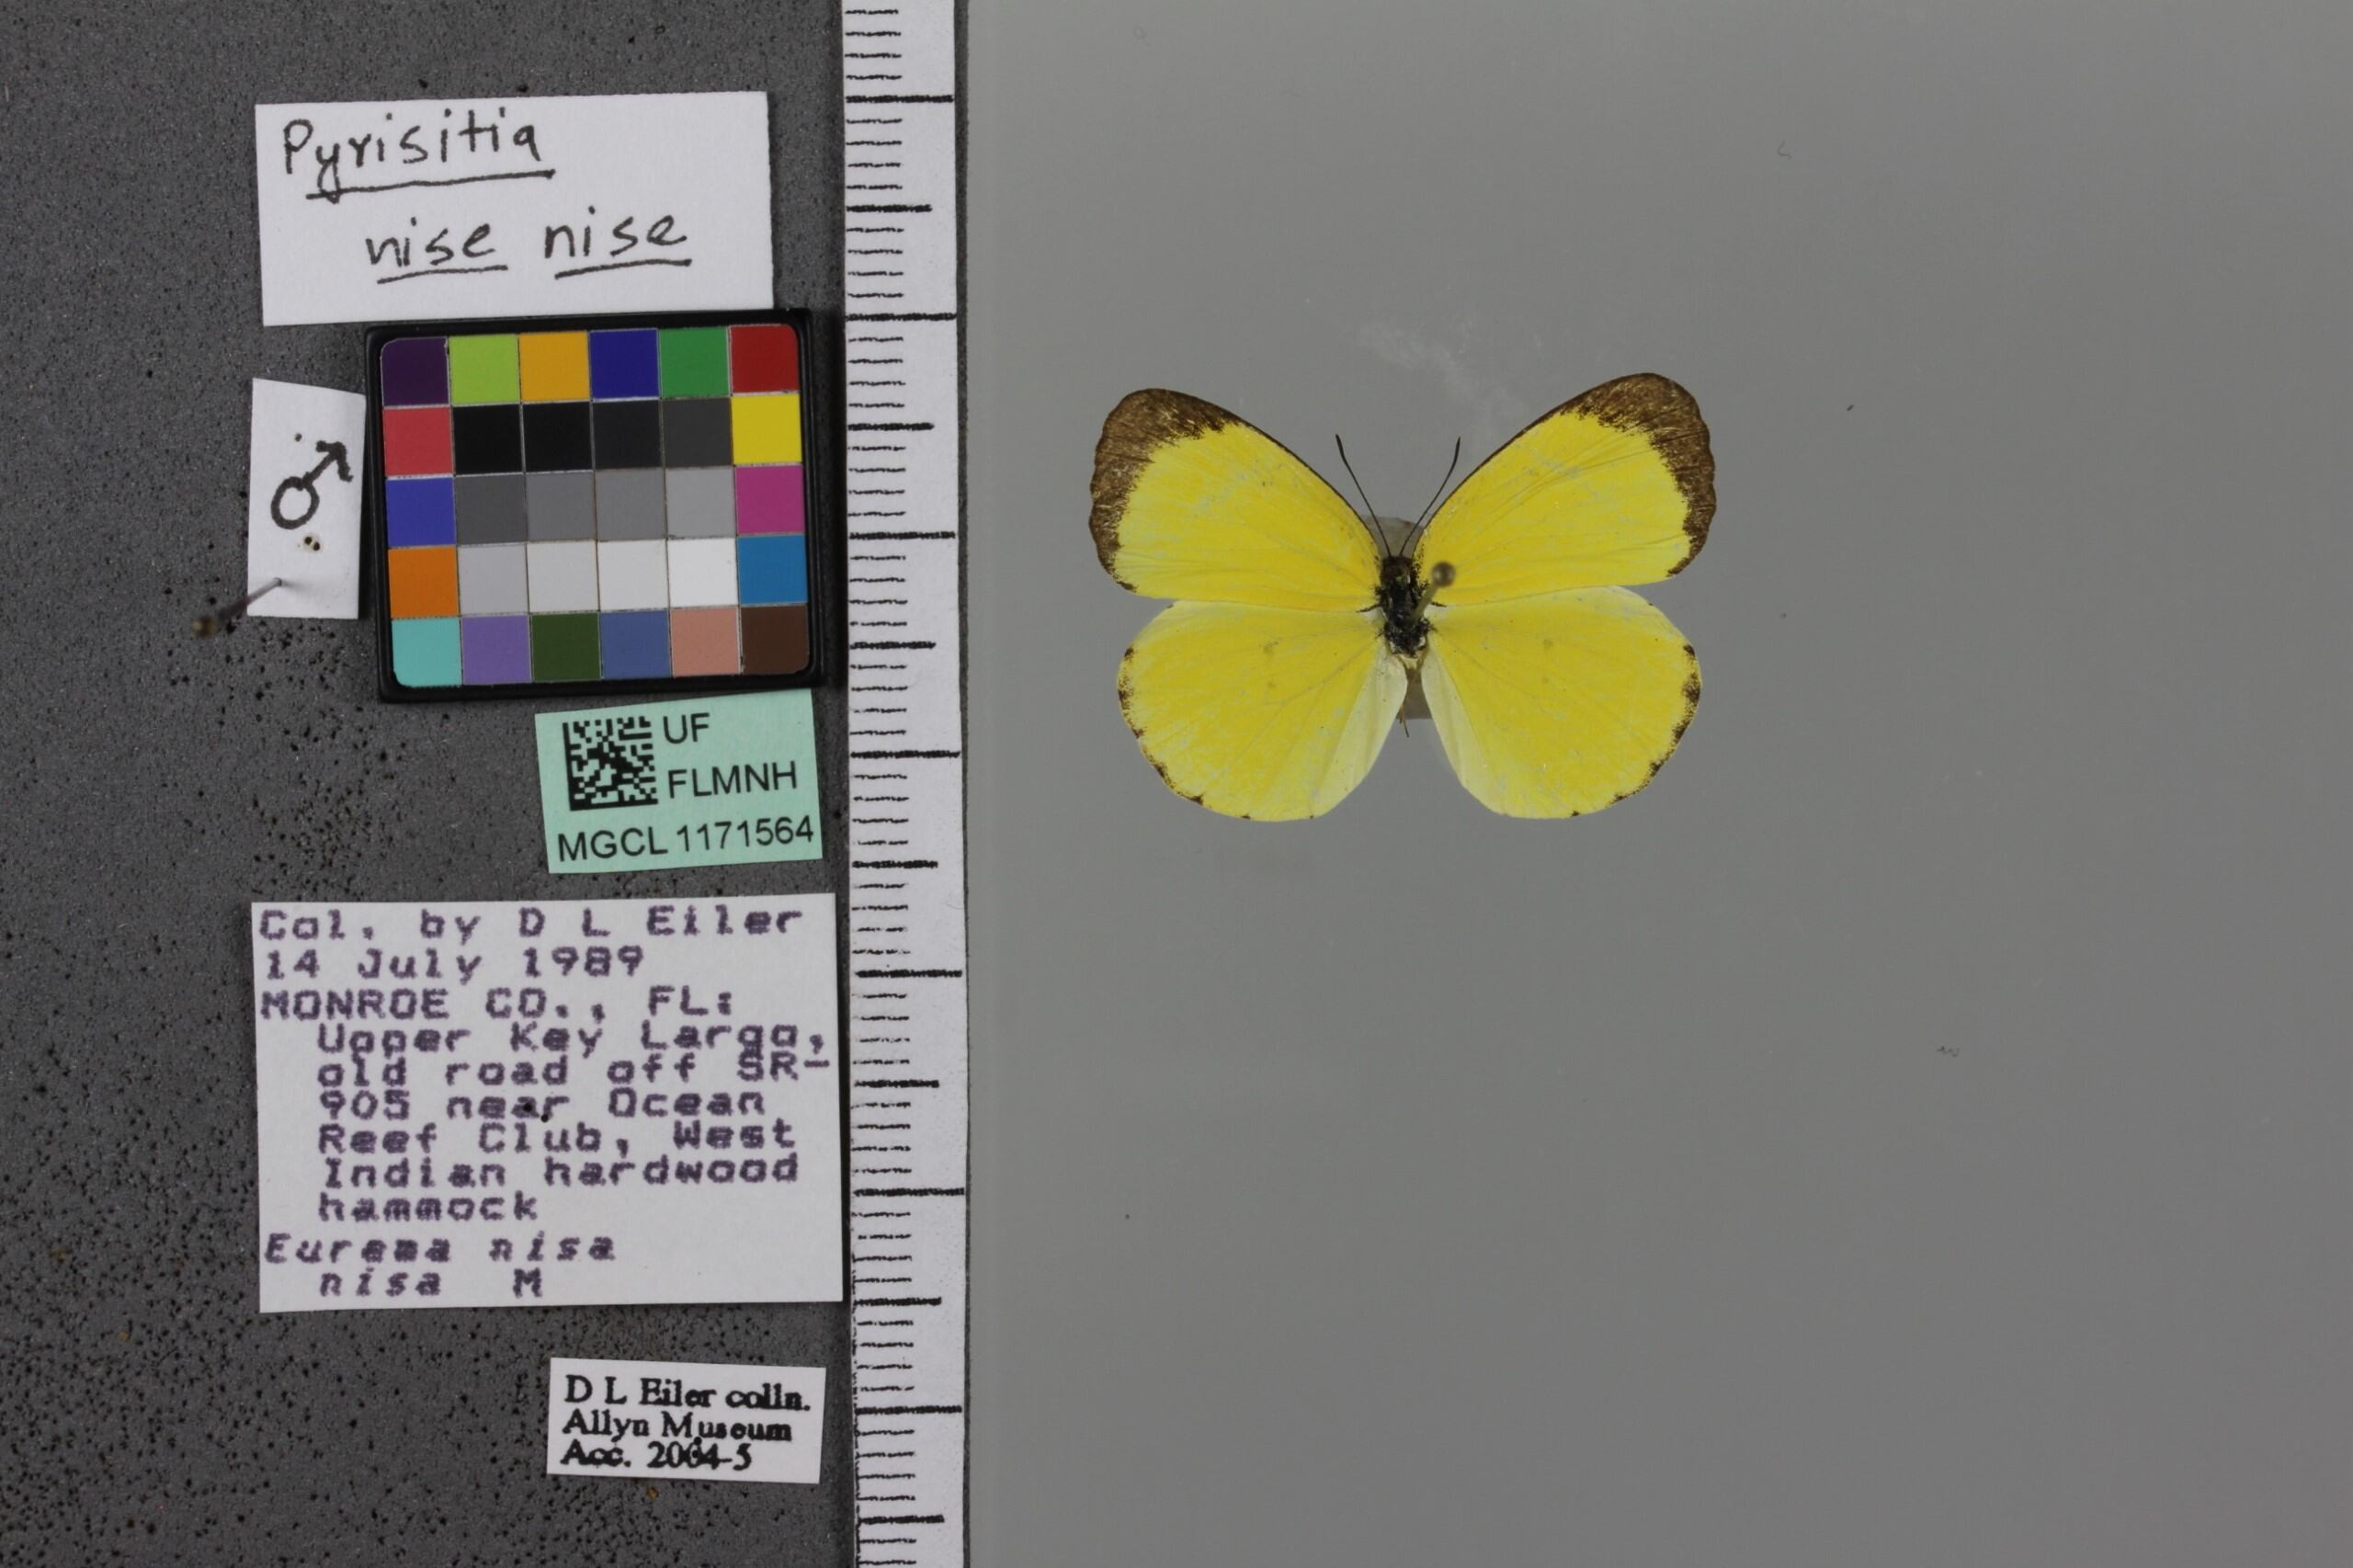 Pyrisitia
nise nise
♂
UF
FLMNH
MGCL 1171564
Col. by D L Eiler
14 July 1989
MONROE CO., FL:
Upper Key Largo,
old road off SR-
905 near Ocean
Reef Club, West
Indian hardwood
hammock
Eurema nisa
nisa M
D L Eiler colln.
Allyn Museum
Acc. 2004-5